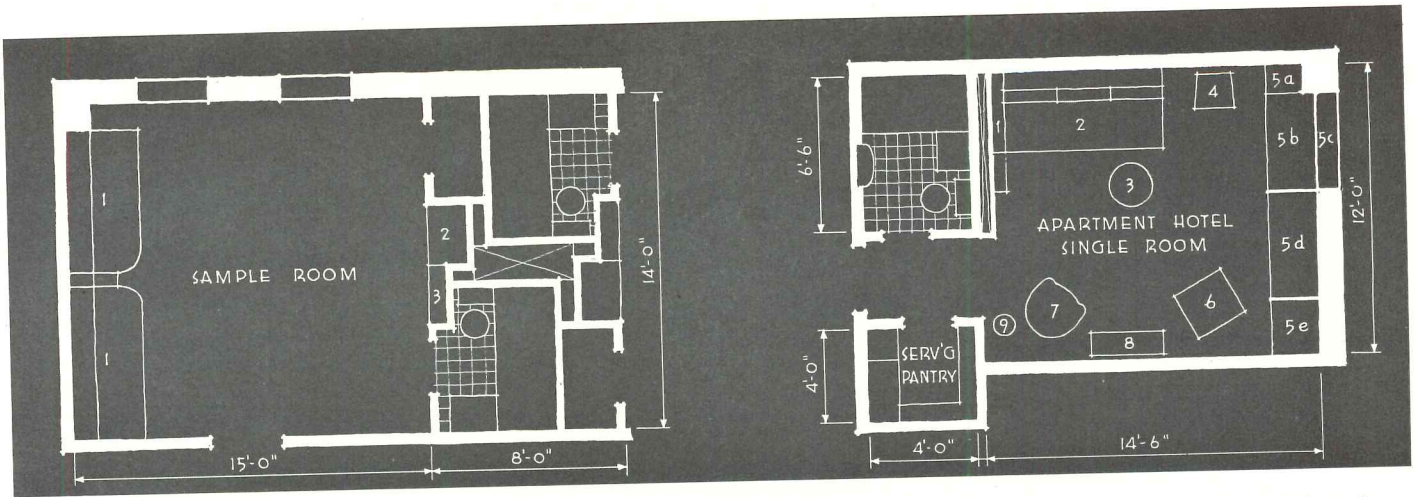 1
1
SAMPLE ROOM
2
3
14'-0"
15'-0"
8'-0"
6'-6"
1
2
3
4
5a
5b
5c
5d
5e
APARTMENT HOTEL
SINGLE ROOM
6
7
8
9
SERV'G
PANTRY
4'-0"
4'-0"
14'-6"
12'-0"